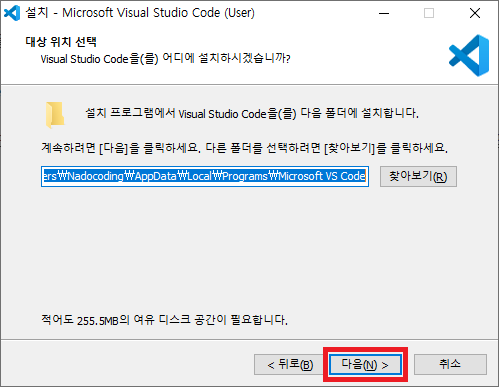 설치 - Microsoft Visual Studio Code (User)
대상 위치 선택
Visual Studio Code을(를) 어디에 설치하시겠습니까?
설치 프로그램에서 Visual Studio Code을(를) 다음 폴더에 설치합니다.
계속하려면 [다음]을 클릭하세요. 다른 폴더를 선택하려면 [찾아보기]를 클릭하세요.
ers₩Nadocoding₩AppData₩Local₩Programs₩Microsoft VS Code 찾아보기(R)
적어도 255.5MB의 여유 디스크 공간이 필요합니다.
< 뒤로(B) 다음(N) > 취소